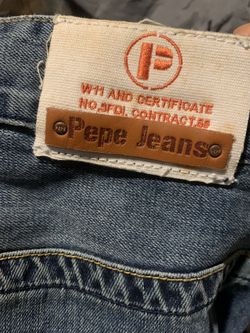 P
W11 AND CERTIFICATE
NO.5FDI. CONTRACT.55
Pepe Jeans